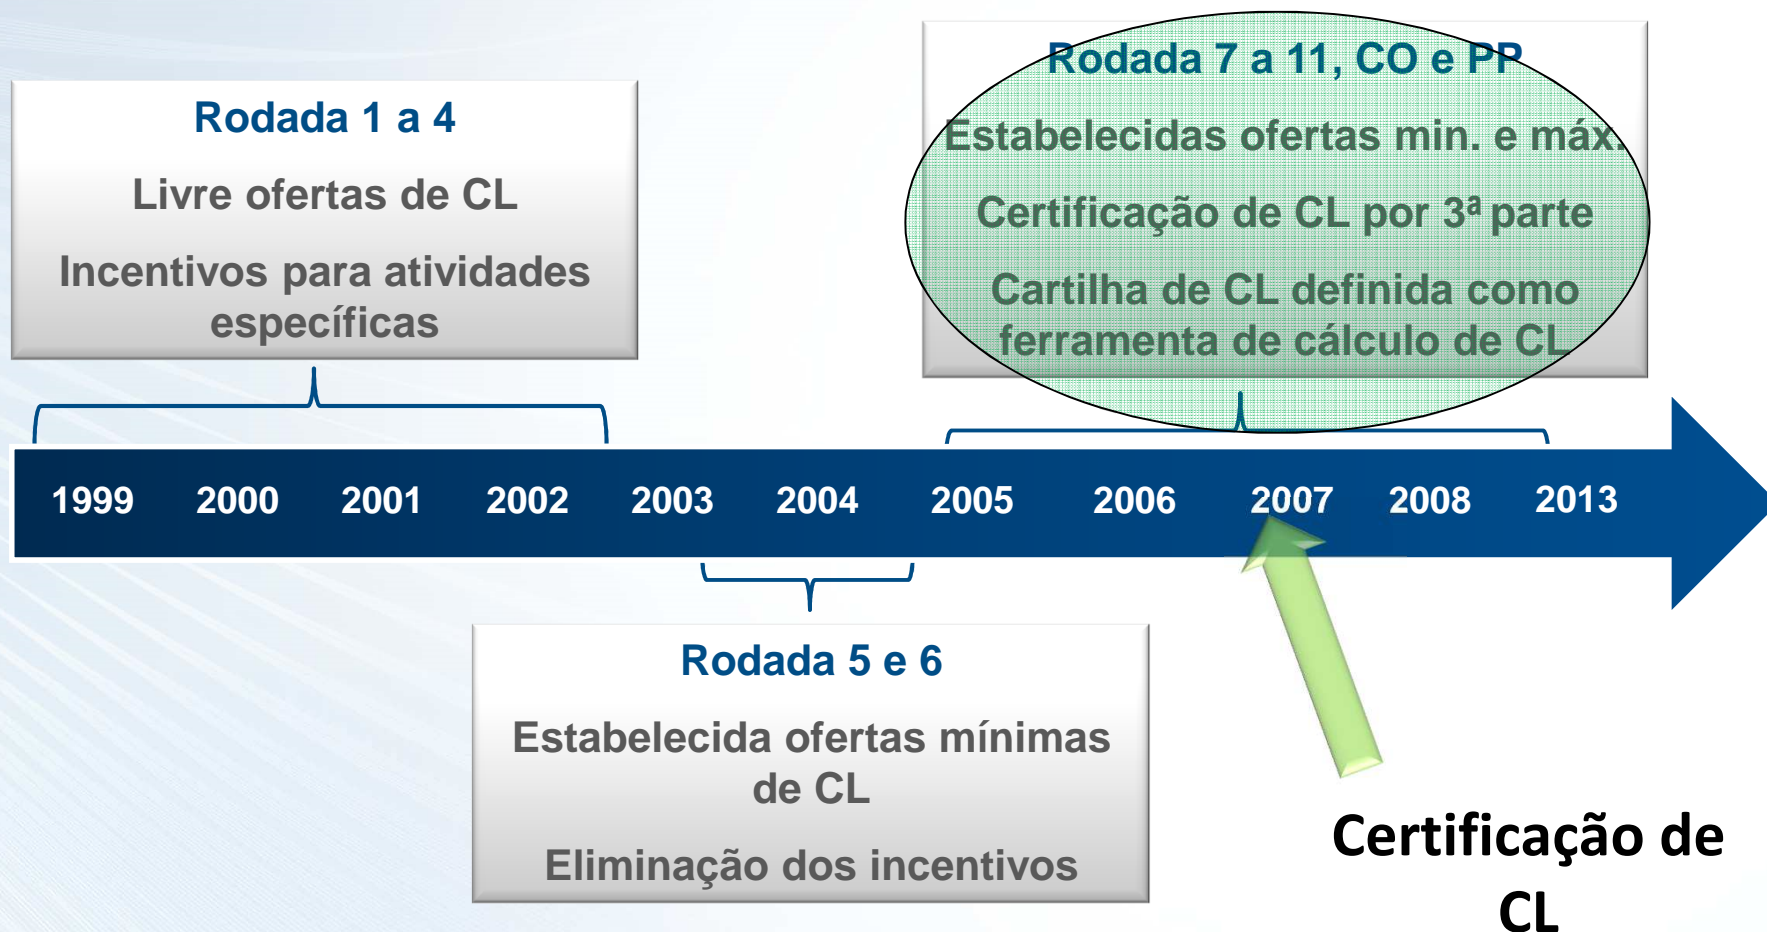 Rodada 1 a 4
Livre ofertas de CL
Incentivos para atividades
específicas
Rodada 7 a 11, CO e PP
Estabelecidas ofertas min. e máx.
Certificação de CL por 3ª parte
Cartilha de CL definida como
ferramenta de cálculo de CL
1999 2000 2001 2002 2003 2004 2005 2006 2007 2008 2013
Rodada 5 e 6
Estabelecida ofertas mínimas
de CL
Eliminação dos incentivos
Certificação de
CL